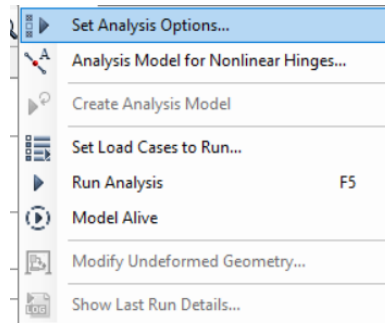 Set Analysis Options...
Analysis Model for Nonlinear Hinges...
Create Analysis Model
Set Load Cases to Run...
Run Analysis F5
Model Alive
Modify Undeformed Geometry...
LOG Show Last Run Details...